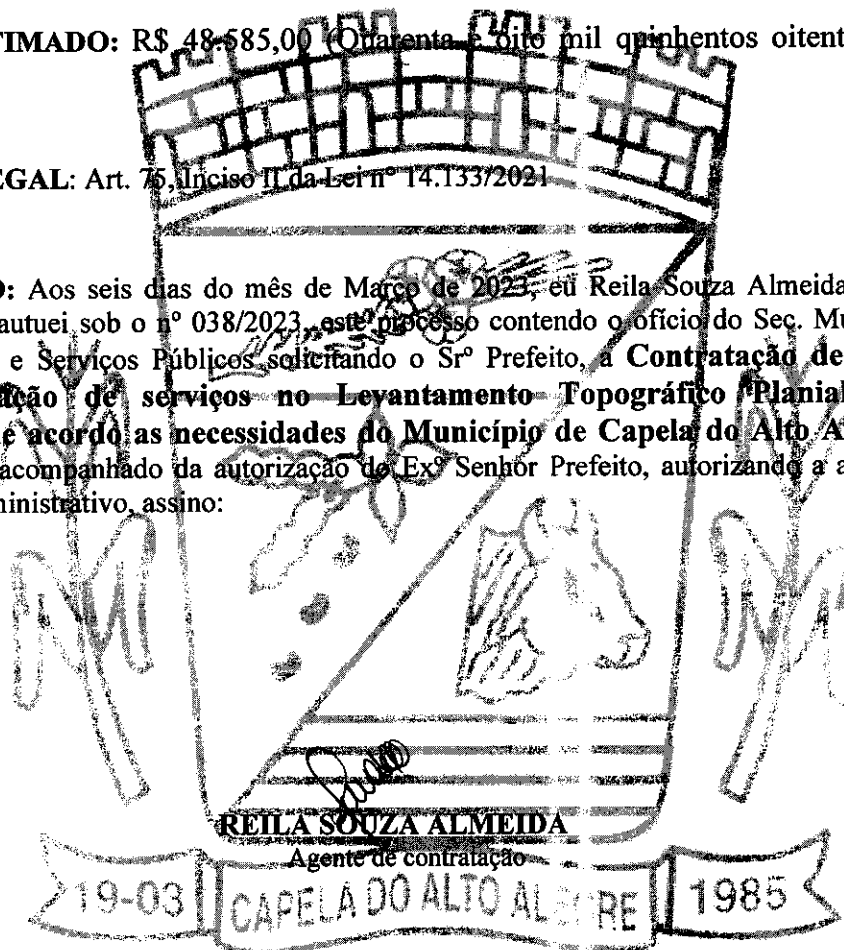 TIMADO: R$ 48.585,00 (Quarenta e oito mil quinhentos oitent
EGAL: Art. 75, Inciso II da Lei nº 14.133/2021
O: Aos seis dias do mês de Março de 2023, eu Reila Souza Almeida
autuei sob o nº 038/2023, este processo contendo o ofício do Sec. Mu
e Serviços Públicos solicitando o Srº Prefeito, a Contratação de
ação de serviços no Levantamento Topográfico Planial
e acordo as necessidades do Município de Capela do Alto A
acompanhado da autorização do Exº Senhor Prefeito, autorizando a a
ministrativo, assino:
REILA SOUZA ALMEIDA
Agente de contratação
19-03 CAPELA DO ALTO ALEGRE 1985